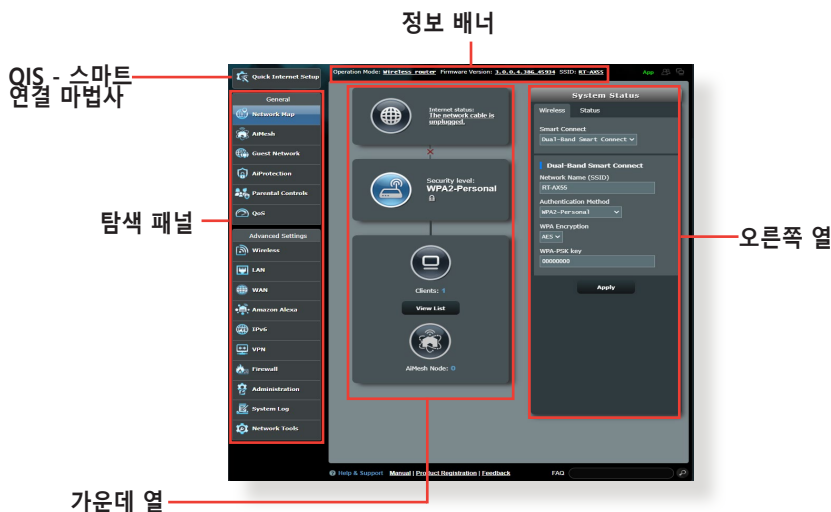 정보 배너
QIS - 스마트
연결 마법사
탐색 패널
가운데 열
오른쪽 열
Quick Internet Setup
Operation Mode: Wireless router Firmware Version: 3.0.0.4.386_45934 SSID: RT-AX55
App
General
Network Map
AiMesh
Guest Network
AiProtection
Parental Controls
QoS
Advanced Settings
Wireless
LAN
WAN
Amazon Alexa
IPv6
VPN
Firewall
Administration
System Log
Network Tools
Internet status:
The network cable is
unplugged.
Security level:
WPA2-Personal
Clients: 1
View List
AiMesh Node: 0
System Status
Wireless Status
Smart Connect
Dual-Band Smart Connect
Dual-Band Smart Connect
Network Name (SSID)
RT-AX55
Authentication Method
WPA2-Personal
WPA Encryption
AES
WPA-PSK key
00000000
Apply
Help & Support Manual | Product Registration | Feedback FAQ